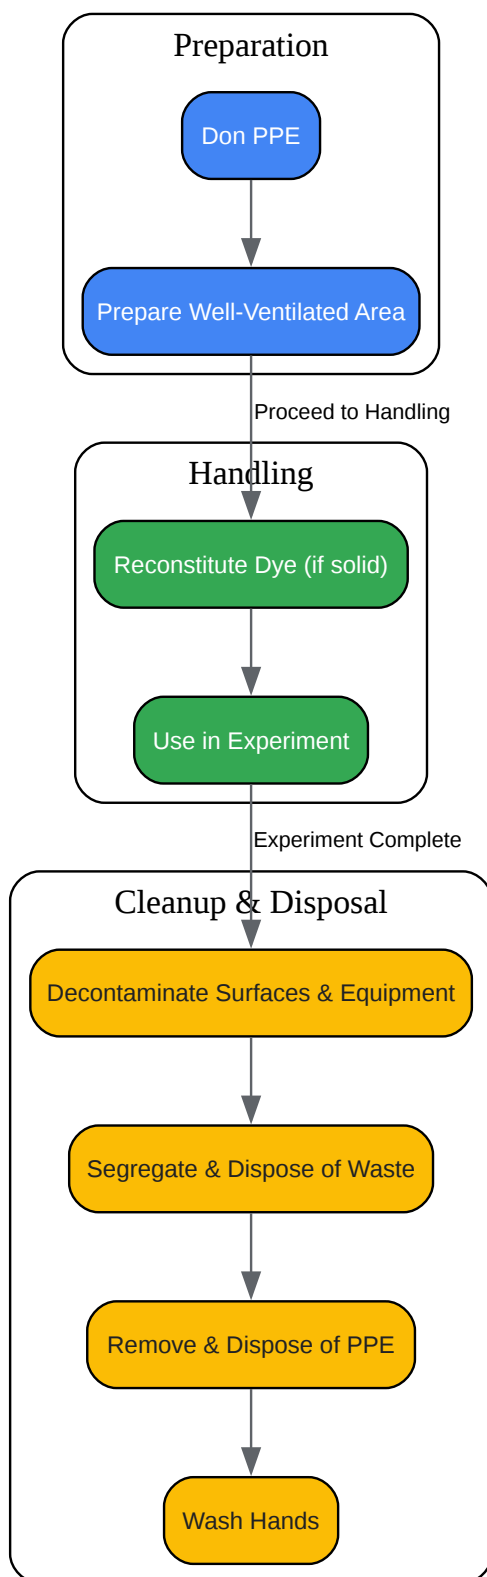 Preparation
Don PPE
Prepare Well-Ventilated Area
Proceed to Handling
Handling
Reconstitute Dye (if solid)
Use in Experiment
Experiment Complete
Cleanup & Disposal
Decontaminate Surfaces & Equipment
Segregate & Dispose of Waste
Remove & Dispose of PPE
Wash Hands